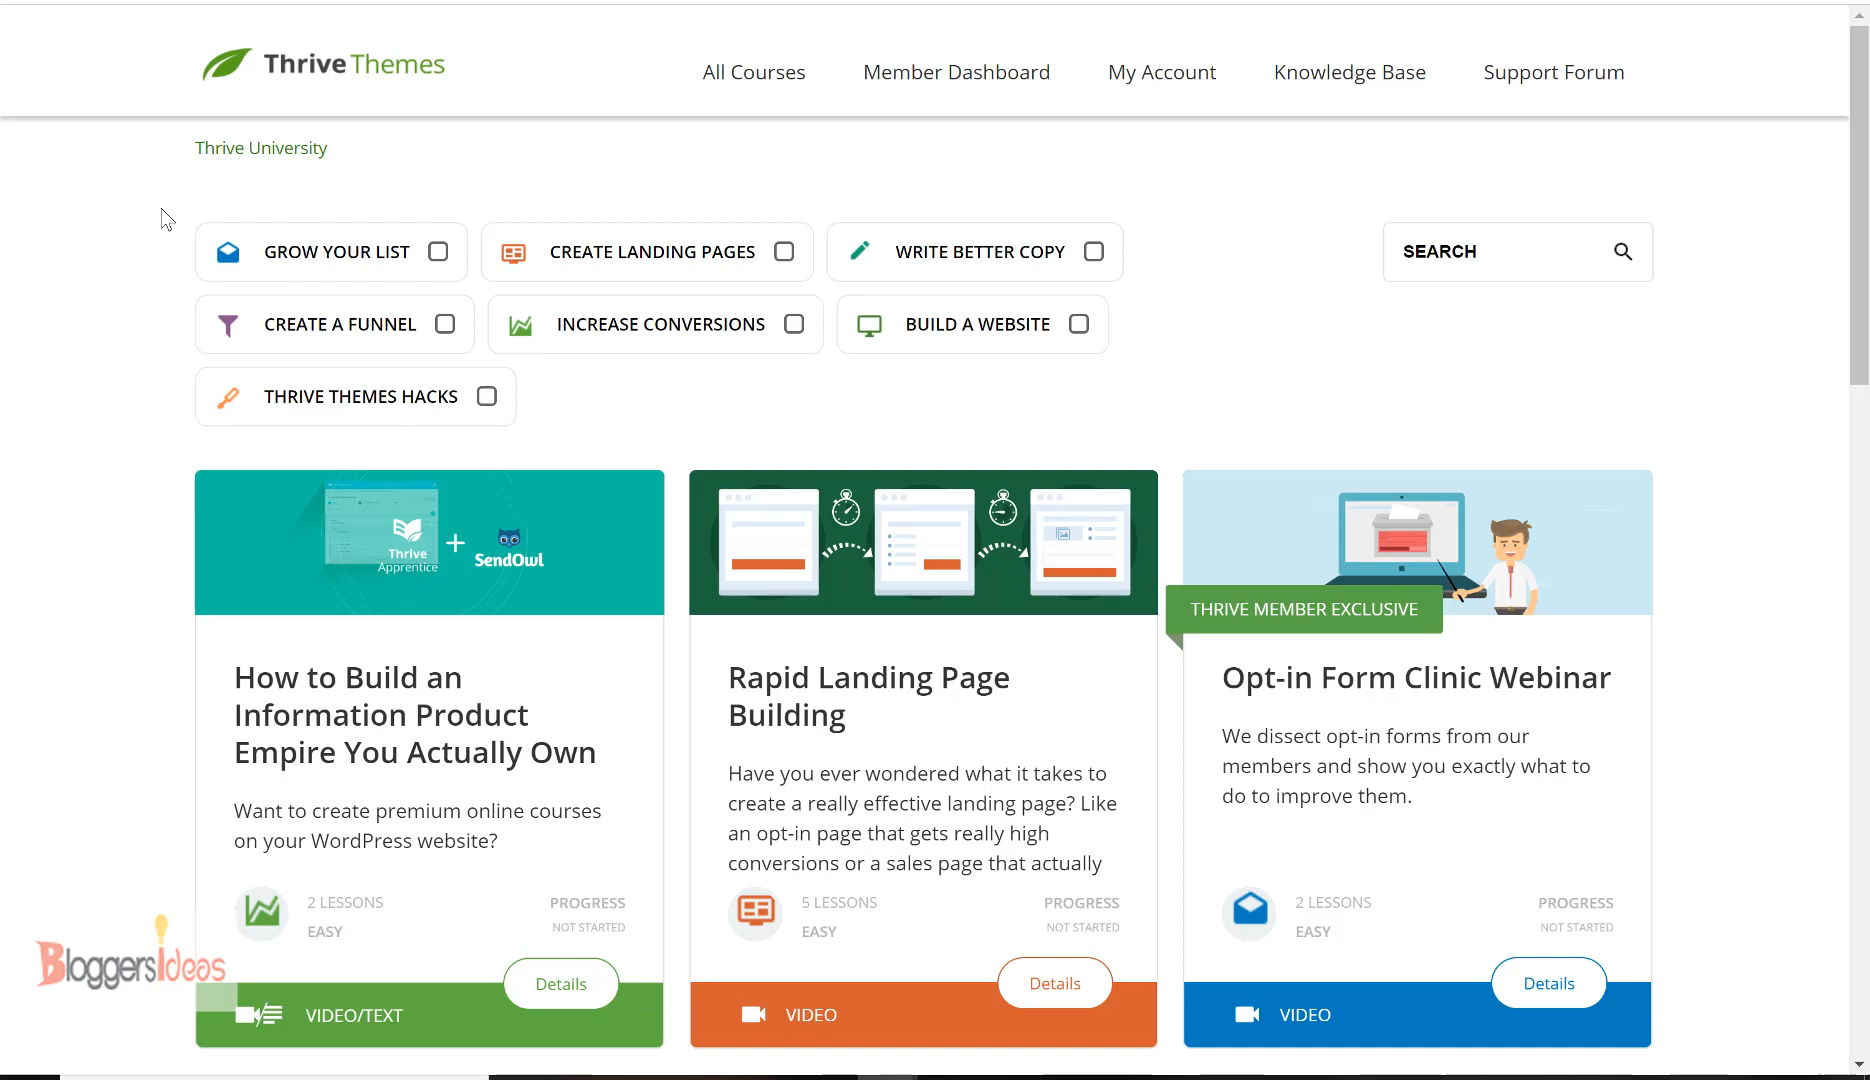 Thrive Themes
All Courses
Member Dashboard
My Account
Knowledge Base
Support Forum
Thrive University
GROW YOUR LIST
CREATE LANDING PAGES
WRITE BETTER COPY
SEARCH
CREATE A FUNNEL
INCREASE CONVERSIONS
BUILD A WEBSITE
THRIVE THEMES HACKS
Thrive
Apprentice
+
SendOwl
How to Build an
Information Product
Empire You Actually Own
Want to create premium online courses
on your WordPress website?
2 LESSONS
EASY
PROGRESS
NOT STARTED
Details
VIDEO/TEXT
Rapid Landing Page
Building
Have you ever wondered what it takes to
create a really effective landing page? Like
an opt-in page that gets really high
conversions or a sales page that actually
5 LESSONS
EASY
PROGRESS
NOT STARTED
Details
VIDEO
THRIVE MEMBER EXCLUSIVE
Opt-in Form Clinic Webinar
We dissect opt-in forms from our
members and show you exactly what to
do to improve them.
2 LESSONS
EASY
PROGRESS
NOT STARTED
Details
VIDEO
BloggersIdeas